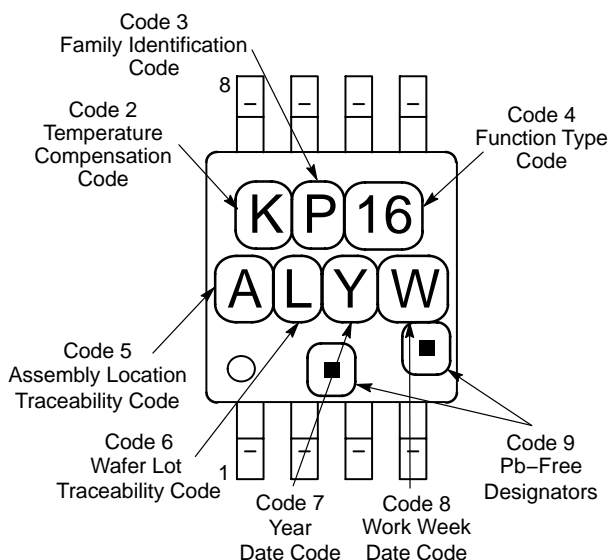 Code 3
Family Identification
Code
8
Code 2
Temperature
Compensation
Code
Code 4
Function Type
Code
K P 16
A L Y W
Code 5
Assembly Location
Traceability Code
Code 6
Wafer Lot
Traceability Code
1
Code 7
Year
Date Code
Code 8
Work Week
Date Code
Code 9
Pb−Free
Designators